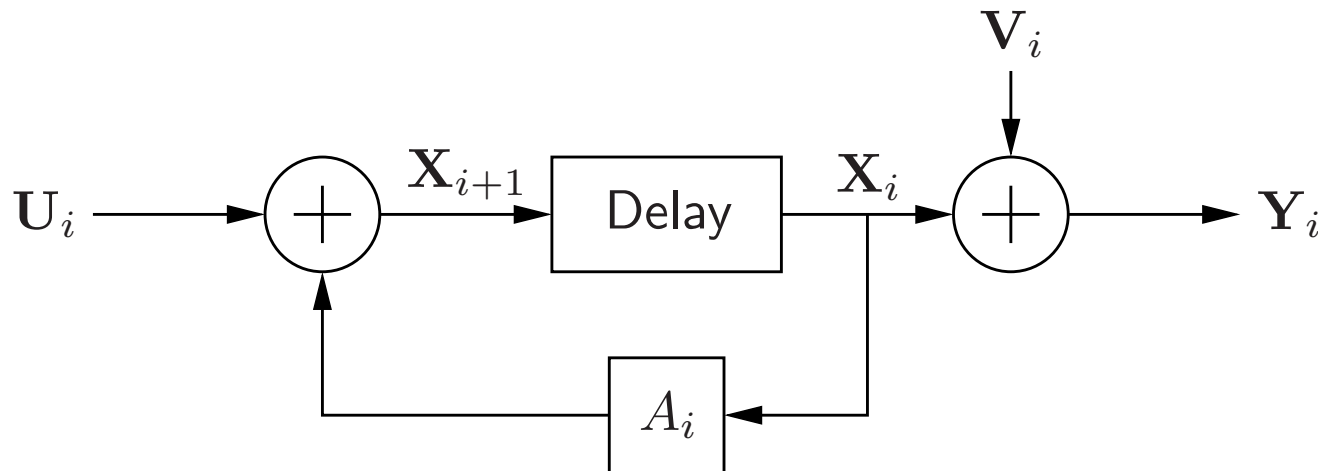 V_i
U_i
+
X_{i+1}
Delay
X_i
+
Y_i
A_i